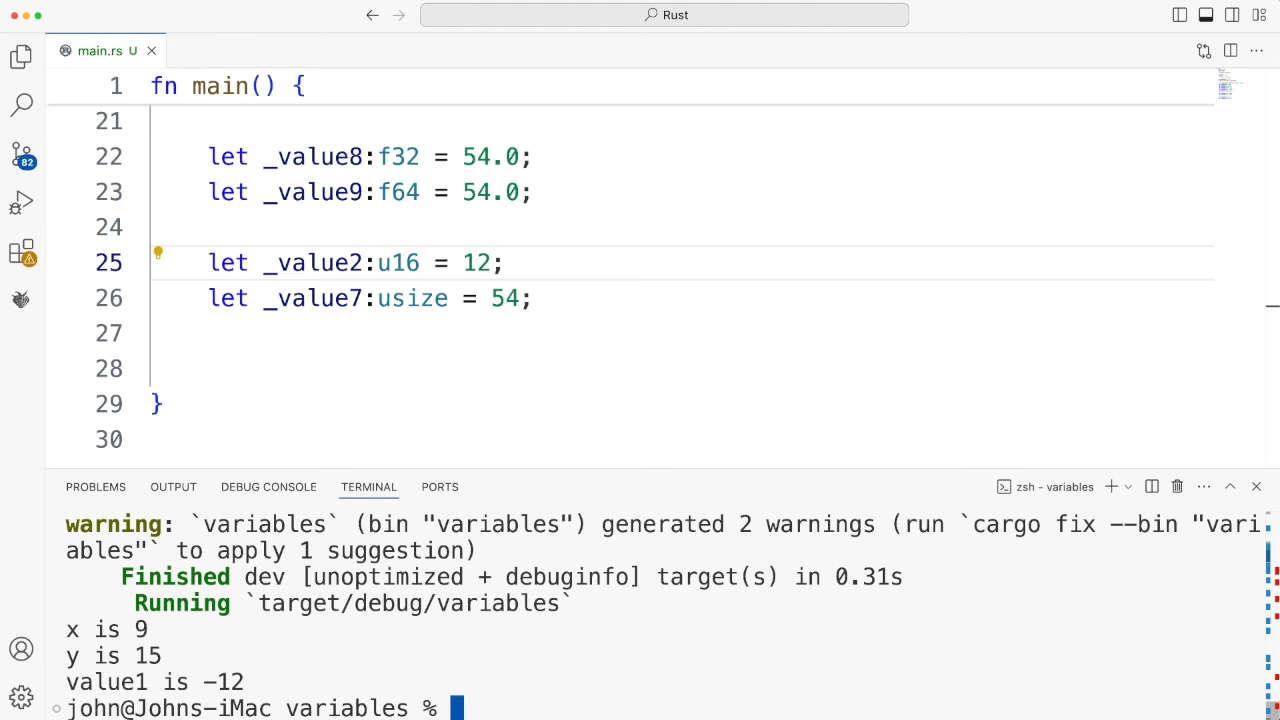 Rust
main.rs U
1 fn main() {
21
22 let _value8:f32 = 54.0;
23 let _value9:f64 = 54.0;
24
25 let _value2:u16 = 12;
26 let _value7:usize = 54;
27
28
29 }
30
82
PROBLEMS OUTPUT DEBUG CONSOLE TERMINAL PORTS zsh - variables
warning: `variables` (bin "variables") generated 2 warnings (run `cargo fix --bin "vari
ables"` to apply 1 suggestion)
Finished dev [unoptimized + debuginfo] target(s) in 0.31s
Running `target/debug/variables`
x is 9
y is 15
value1 is -12
john@Johns-iMac variables %